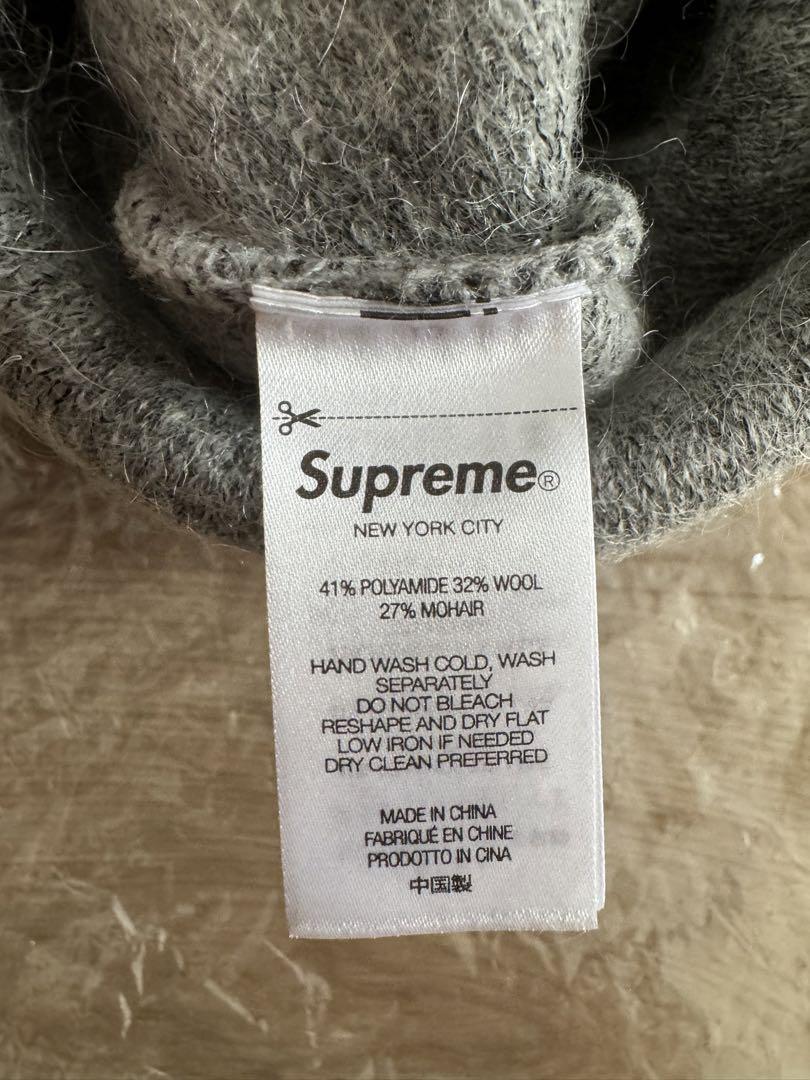 Supreme®
NEW YORK CITY
41% POLYAMIDE 32% WOOL
27% MOHAIR
HAND WASH COLD, WASH
SEPARATELY
DO NOT BLEACH
RESHAPE AND DRY FLAT
LOW IRON IF NEEDED
DRY CLEAN PREFERRED
MADE IN CHINA
FABRIQUÉ EN CHINE
PRODOTTO IN CINA
中国製